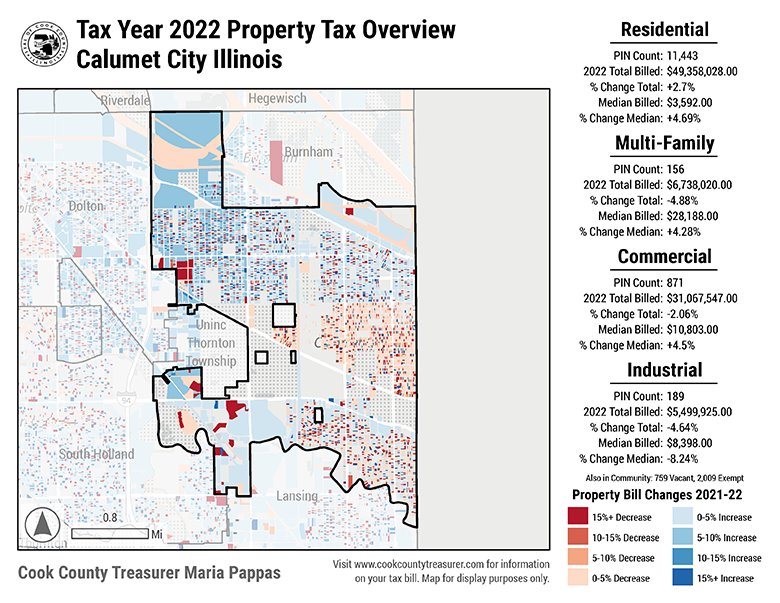 Tax Year 2022 Property Tax Overview
Calumet City Illinois
Riverdale
Hegewisch
Burnham
Dolton
Uninc
Thornton
Township
94
South Holland
Lansing
0.8
Mi
Cook County Treasurer Maria Pappas
Visit www.cookcountytreasurer.com for information
on your tax bill. Map for display purposes only.
Residential
PIN Count: 11,443
2022 Total Billed: $49,358,028.00
% Change Total: +2.7%
Median Billed: $3,592.00
% Change Median: +4.69%
Multi-Family
PIN Count: 156
2022 Total Billed: $6,738,020.00
% Change Total: -4.88%
Median Billed: $28,188.00
% Change Median: +4.28%
Commercial
PIN Count: 871
2022 Total Billed: $31,067,547.00
% Change Total: -2.06%
Median Billed: $10,803.00
% Change Median: +4.5%
Industrial
PIN Count: 189
2022 Total Billed: $5,499,925.00
% Change Total: -4.64%
Median Billed: $8,398.00
% Change Median: -8.24%
Also in Community: 759 Vacant, 2,009 Exempt
Property Bill Changes 2021-22
15%+ Decrease
0-5% Increase
10-15% Decrease
5-10% Increase
5-10% Decrease
10-15% Increase
0-5% Decrease
15%+ Increase